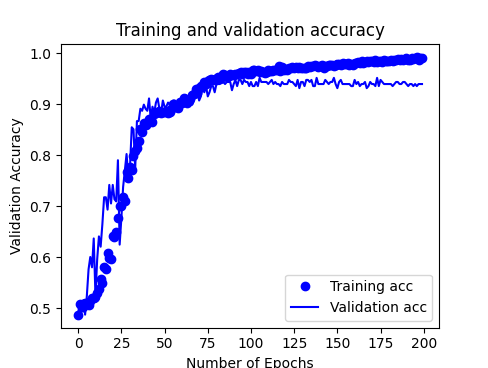 Training and validation accuracy
Validation Accuracy
1.0
0.9
0.8
0.7
0.6
0.5
Training acc
Validation acc
0 25 50 75 100 125 150 175 200
Number of Epochs